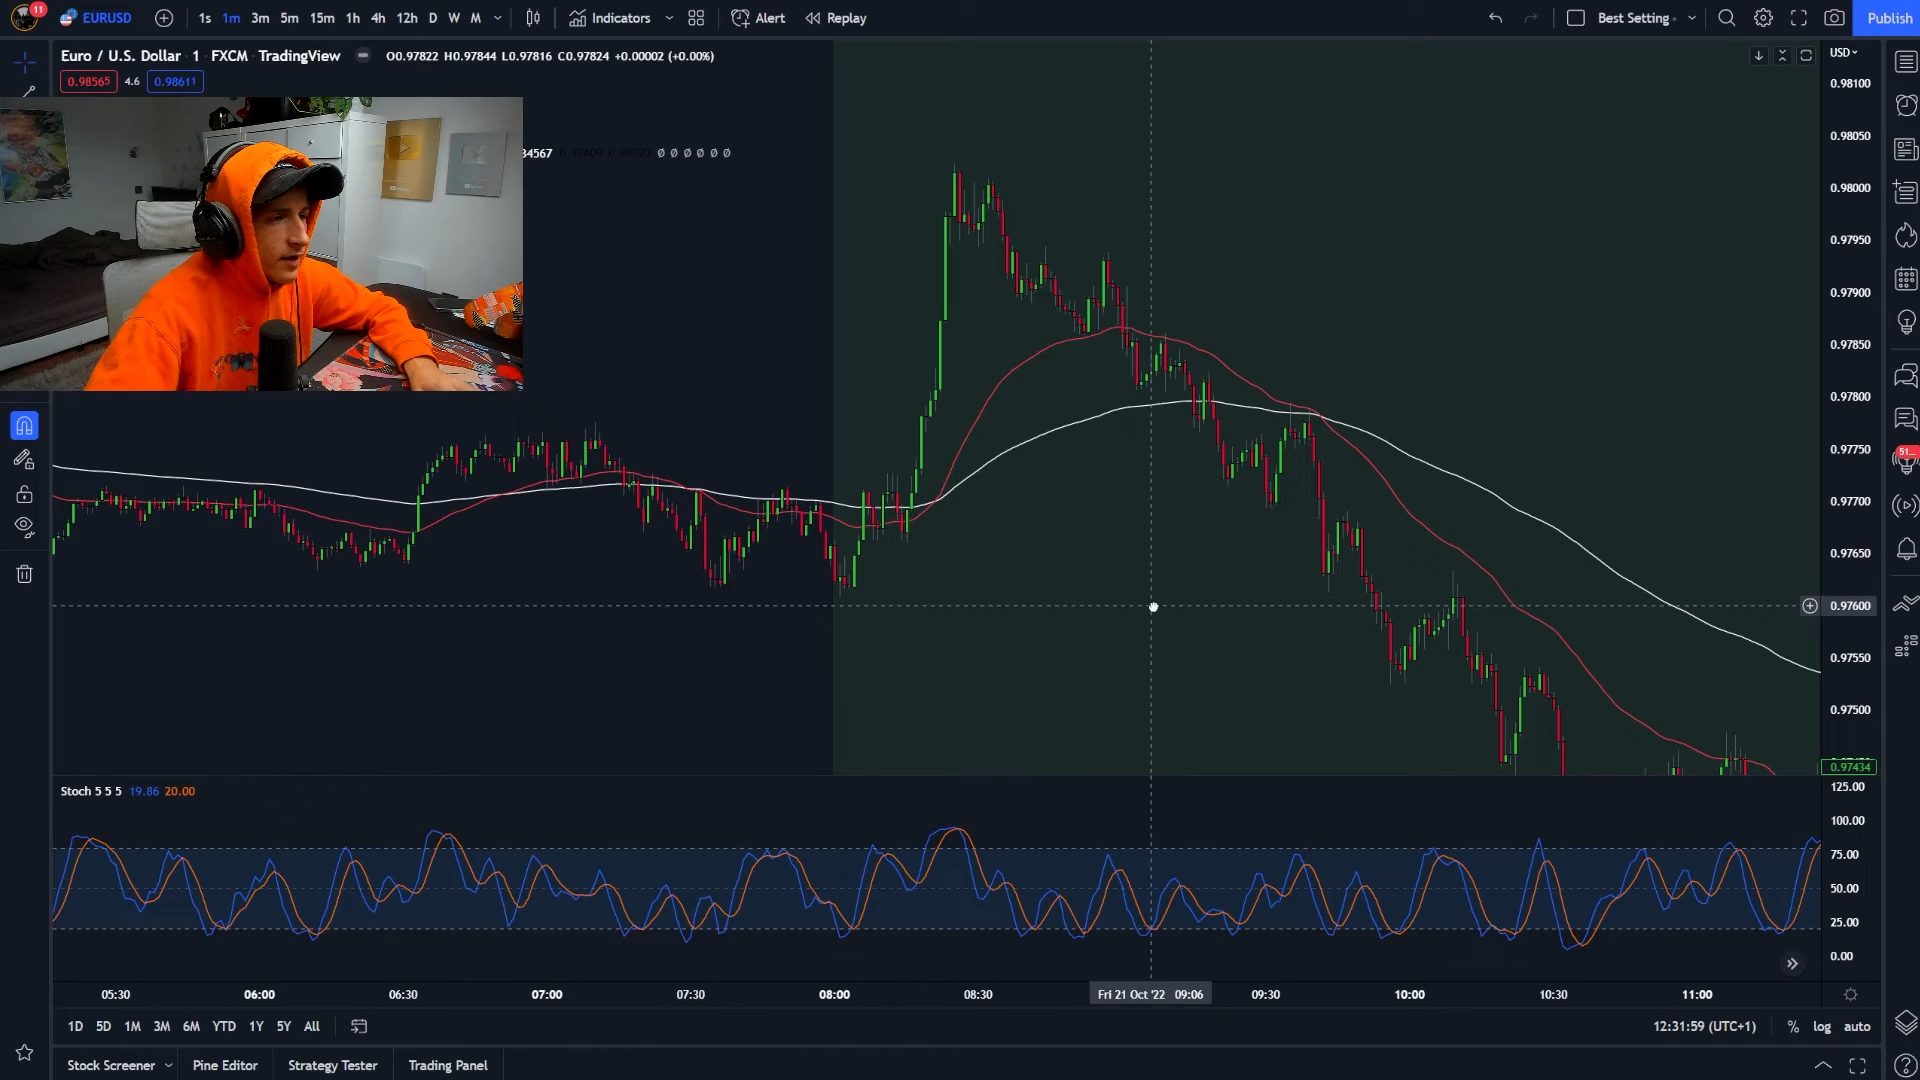 11 EURUSD 1s 1m 3m 5m 15m 1h 4h 12h D W M Indicators Alert Replay Best Setting Publish
Euro / U.S. Dollar · 1 · FXCM · TradingView O0.97822 H0.97844 L0.97816 C0.97824 +0.00002 (+0.00%)
USD
0.98565 4.6 0.98611
34567 0.97609 0.98023 Ø Ø Ø Ø Ø Ø
0.98100
0.98050
0.98000
0.97950
0.97900
0.97850
0.97800
0.97750
0.97700
0.97650
0.97600
0.97550
0.97500
0.97434
51...
Stoch 5 5 5 19.86 20.00
125.00
100.00
75.00
50.00
25.00
0.00
05:30 06:00 06:30 07:00 07:30 08:00 08:30 Fri 21 Oct '22 09:06 09:30 10:00 10:30 11:00
1D 5D 1M 3M 6M YTD 1Y 5Y All 12:31:59 (UTC+1) % log auto
Stock Screener Pine Editor Strategy Tester Trading Panel